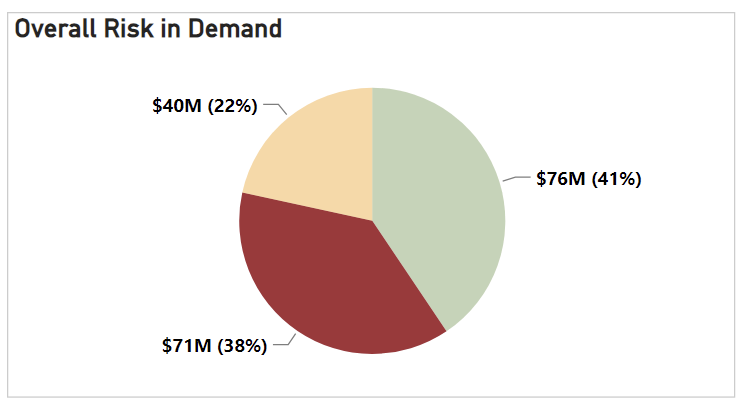 Overall Risk in Demand
$40M (22%)
$76M (41%)
$71M (38%)